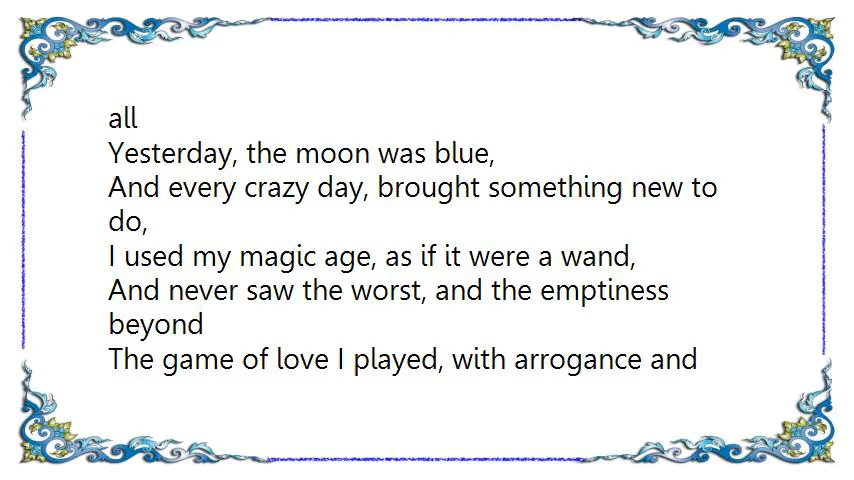 all
Yesterday, the moon was blue,
And every crazy day, brought something new to
do,
I used my magic age, as if it were a wand,
And never saw the worst, and the emptiness
beyond
The game of love I played, with arrogance and